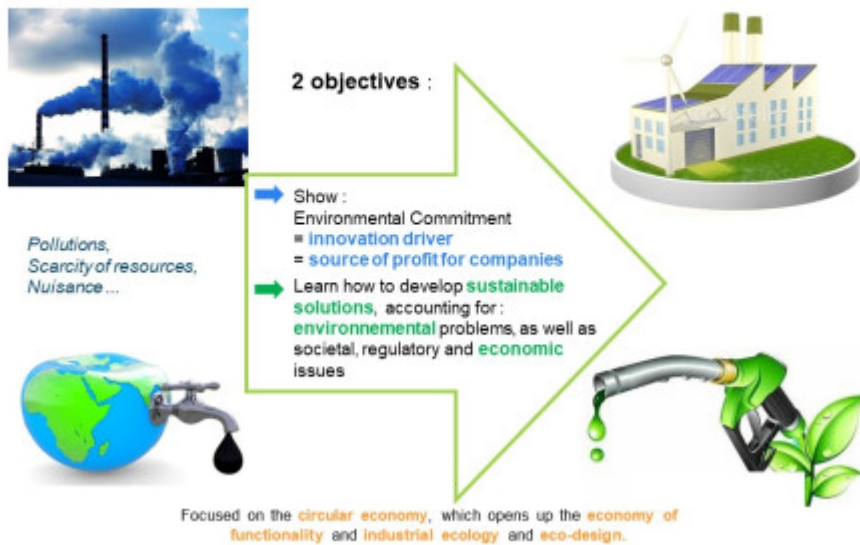 2 objectives :
Show :
Environmental Commitment
= innovation driver
= source of profit for companies
Learn how to develop sustainable
solutions, accounting for :
environnemental problems, as well as
societal, regulatory and economic
issues
Pollutions,
Scarcity of resources,
Nuisance ...
Focused on the circular economy, which opens up the economy of
functionality and industrial ecology and eco-design.